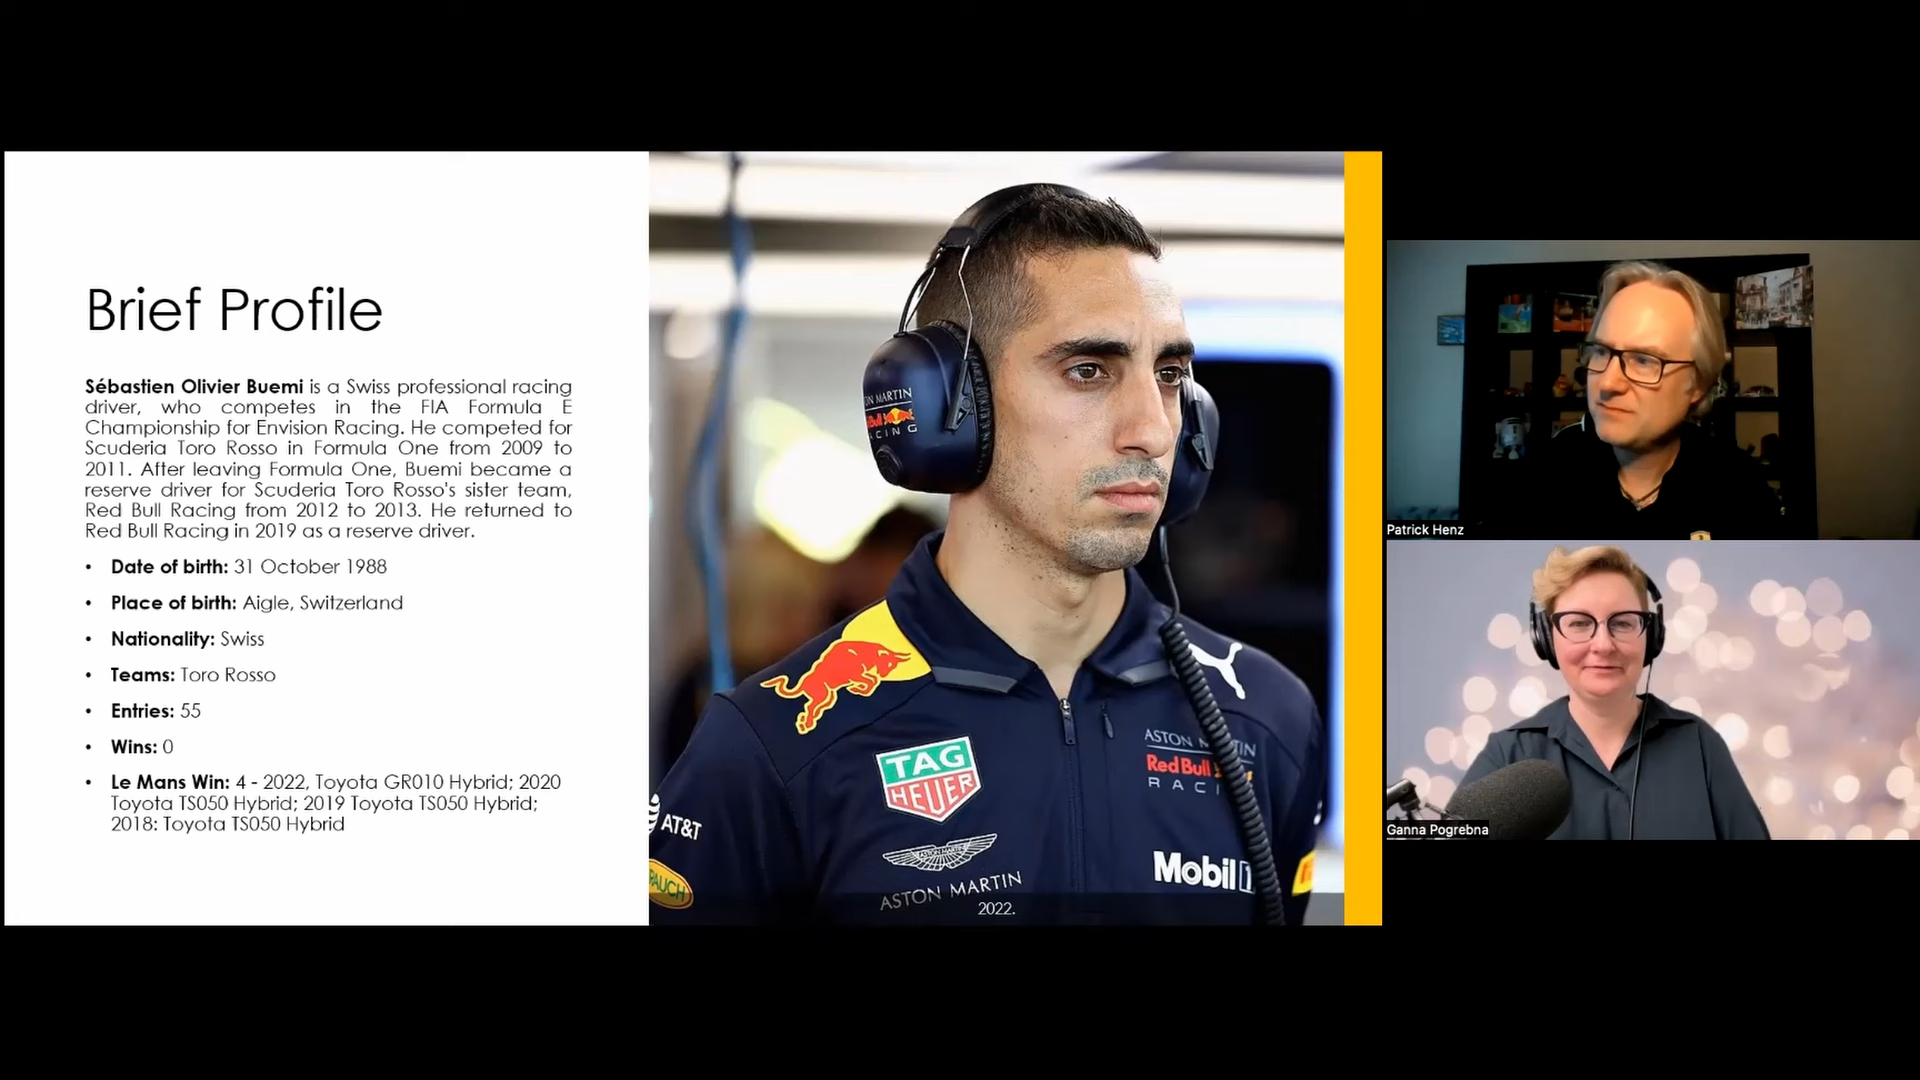 Brief Profile
Sébastien Olivier Buemi is a Swiss professional racing
driver, who competes in the FIA Formula E
Championship for Envision Racing. He competed for
Scuderia Toro Rosso in Formula One from 2009 to
2011. After leaving Formula One, Buemi became a
reserve driver for Scuderia Toro Rosso's sister team,
Red Bull Racing from 2012 to 2013. He returned to
Red Bull Racing in 2019 as a reserve driver.
• Date of birth: 31 October 1988
• Place of birth: Aigle, Switzerland
• Nationality: Swiss
• Teams: Toro Rosso
• Entries: 55
• Wins: 0
• Le Mans Win: 4 - 2022, Toyota GR010 Hybrid; 2020
Toyota TS050 Hybrid; 2019 Toyota TS050 Hybrid;
2018: Toyota TS050 Hybrid
MARTIN
Bull
RACING
TAG
HEUER
ASTON
Red Bull
AT&T
ASTON MARTIN
Mobil 1
2022.
Patrick Henz
Ganna Pogrebna